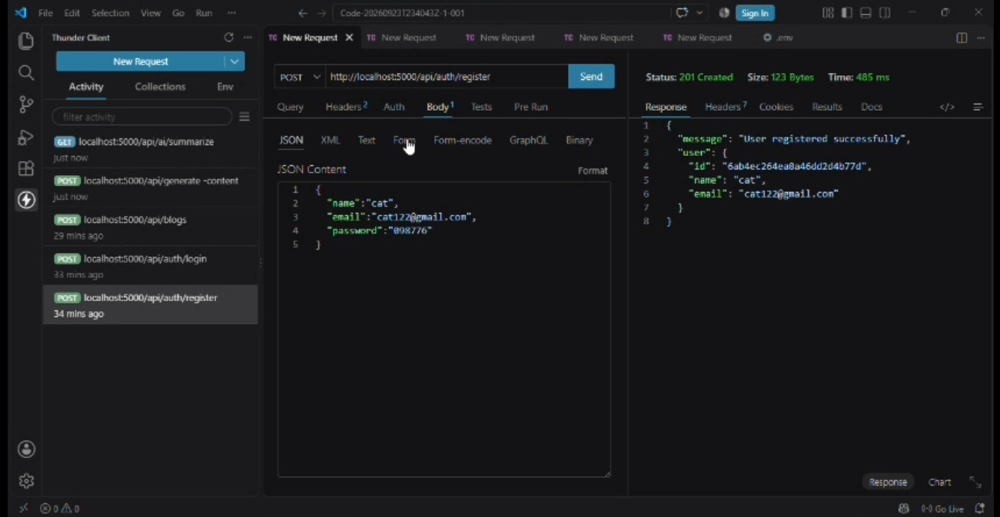 File Edit Selection View Go Run ··· Code-20260923T234043Z-1-001 Sign In
Thunder Client
New Request
Activity Collections Env
filter activity
GET localhost:5000/api/ai/summarize
just now
POST localhost:5000/api/generate -content
just now
POST localhost:5000/api/blogs
29 mins ago
POST localhost:5000/api/auth/login
33 mins ago
POST localhost:5000/api/auth/register
34 mins ago
TC New Request TC New Request TC New Request TC New Request TC New Request .env
POST http://localhost:5000/api/auth/register Send
Query Headers 2 Auth Body 1 Tests Pre Run
JSON XML Text Form Form-encode GraphQL Binary
JSON Content Format
1 {
2 "name":"cat",
3 "email":"cat122@gmail.com",
4 "password":"098776"
5 }
Status: 201 Created Size: 123 Bytes Time: 485 ms
Response Headers 7 Cookies Results Docs </>
1 {
2 "message": "User registered successfully",
3 "user": {
4 "id": "6ab4ec264ea8a46dd2d4b77d",
5 "name": "cat",
6 "email": "cat122@gmail.com"
7 }
8 }
Response Chart
0 0 Go Live